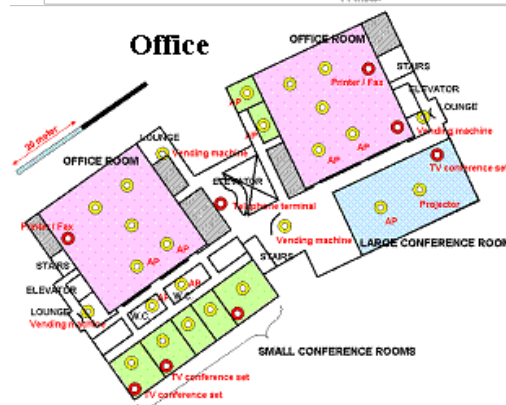 Office
OFFICE ROOM
STAIRS
Printer / Fax
ELEVATOR
AP
LOUNGE
20 meter
AP
Vending machine
LOUNGE
Vending machine
AP
AP
TV conference set
OFFICE ROOM
ELEVATOR
Telephone terminal
Projector
AP
Printer / Fax
Vending machine
LARGE CONFERENCE ROOM
AP
AP
STAIRS
STAIRS
ELEVATOR
W.C.
LOUNGE
W.C.
Vending machine
SMALL CONFERENCE ROOMS
TV conference set
TV conference set